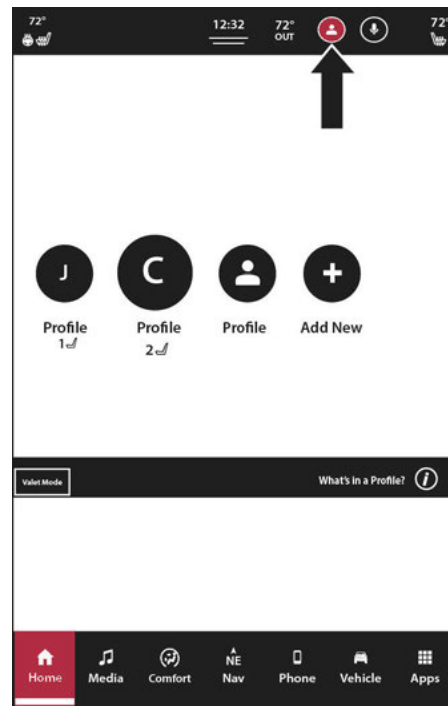 72°
12:32
72°
OUT
72°
J
C
Profile
1
Profile
2
Profile
Add New
Valet Mode
What's in a Profile?
i
NE
Home
Media
Comfort
Nav
Phone
Vehicle
Apps